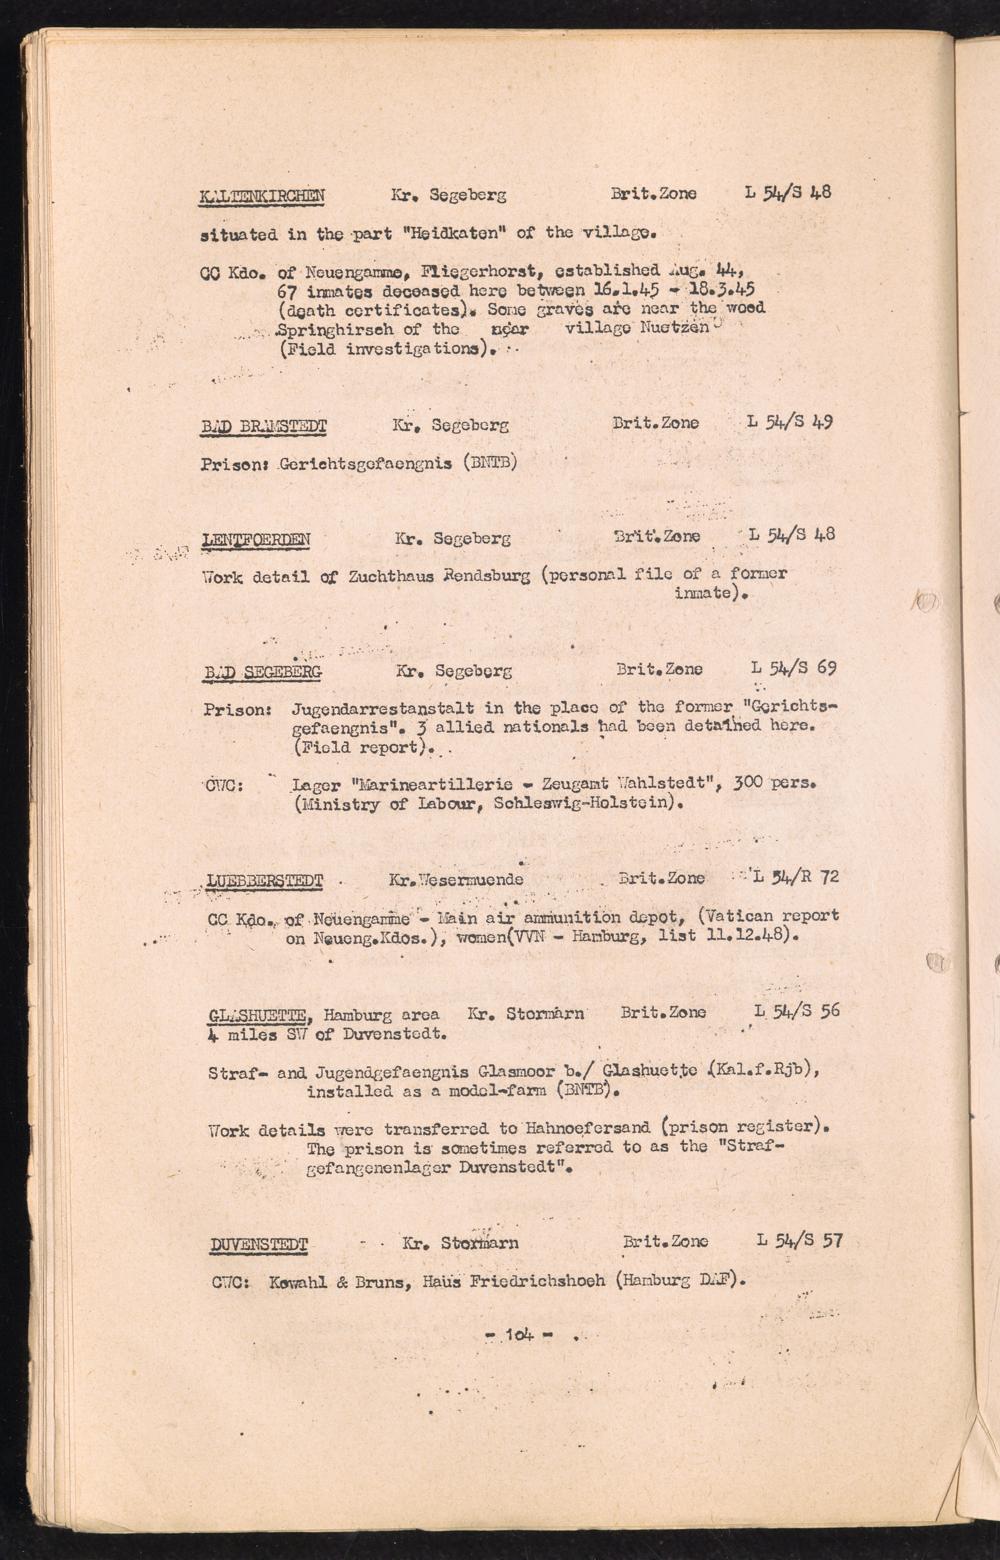 KALTENKIRCHEN Kr. Segeberg Brit.Zone L 54/S 48
situated in the part "Heidkaten" of the village.
CC Kdo. of Neuengamme, Fliegerhorst, established Aug. 44,
67 inmates deceased here between 16.1.45 - 18.3.45
(death certificates). Some graves are near the wood
Springhirsch of the near village Nuetzen
(Field investigations).
BAD BRAMSTEDT Kr. Segeberg Brit.Zone L 54/S 49
Prison: Gerichtsgefaengnis (BNTB)
LENTFOERDEN Kr. Segeberg Brit.Zone L 54/S 48
Work detail of Zuchthaus Rendsburg (personal file of a former
inmate).
BAD SEGEBERG Kr. Segeberg Brit.Zone L 54/S 69
Prison: Jugendarrestanstalt in the place of the former "Gerichts-
gefaengnis". 3 allied nationals had been detained here.
(Field report).
CWC: Lager "Marineartillerie - Zeugamt Wahlstedt", 300 pers.
(Ministry of Labour, Schleswig-Holstein).
LUEBBERSTEDT Kr.Wesermuende Brit.Zone L 54/R 72
CC Kdo. of Neuengamme - Main air ammunition depot, (Vatican report
on Neueng.Kdos.), women(VVN - Hamburg, list 11.12.48).
GLASHUETTE, Hamburg area Kr. Stormarn Brit.Zone L 54/S 56
4 miles SW of Duvenstedt.
Straf- and Jugendgefaengnis Glasmoor b./ Glashuette (Kal.f.Rjb),
installed as a model-farm (BNTB).
Work details were transferred to Hahnoefersand (prison register).
The prison is sometimes referred to as the "Straf-
gefangenenlager Duvenstedt".
DUVENSTEDT Kr. Stormarn Brit.Zone L 54/S 57
CWC: Kowahl & Bruns, Haus Friedrichshoeh (Hamburg DAF).
- 104 -